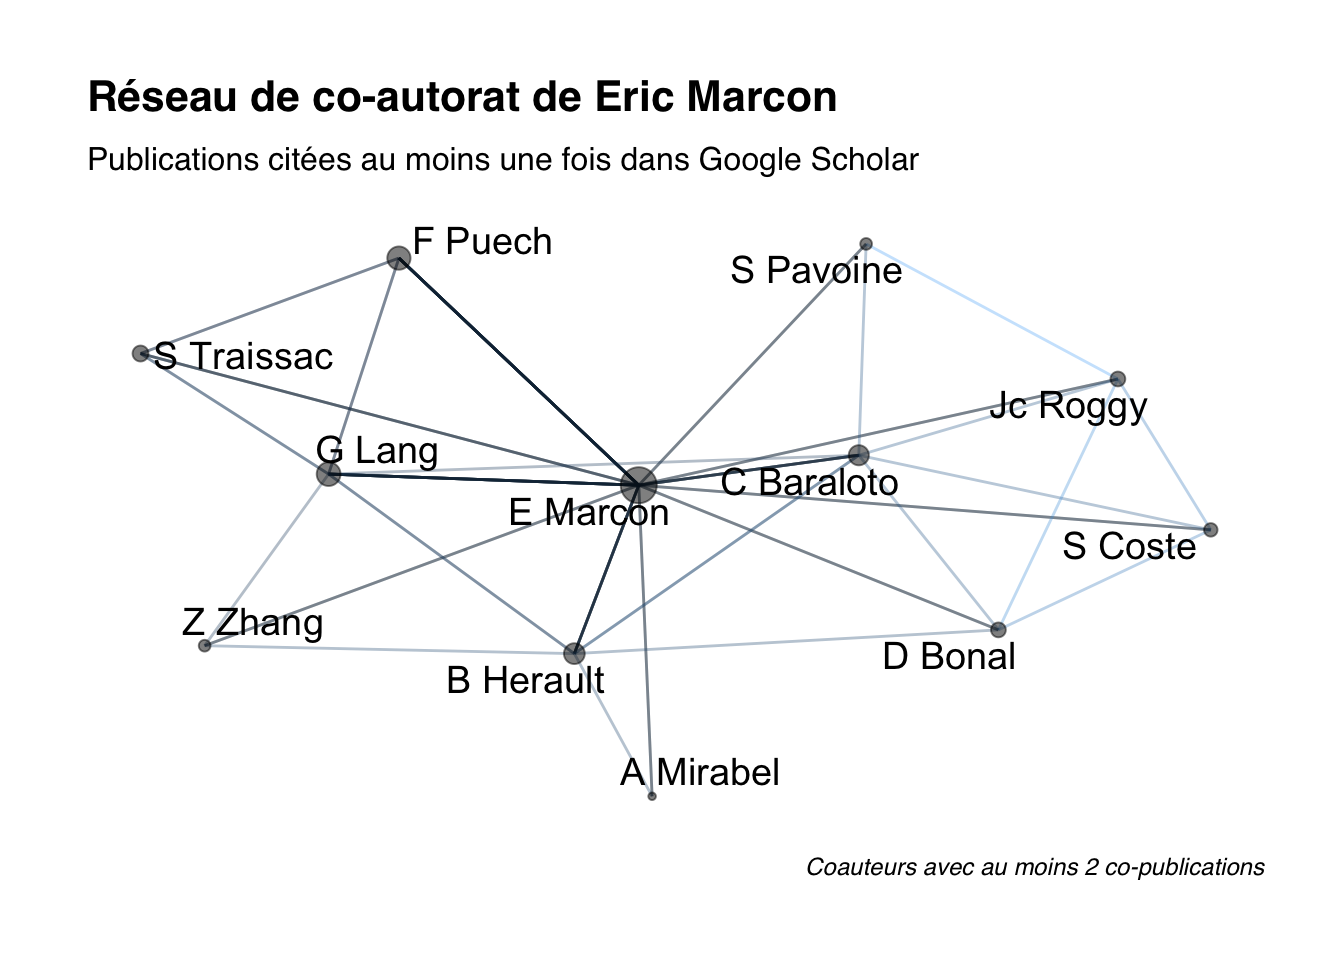 Réseau de co-autorat de Eric Marcon
Publications citées au moins une fois dans Google Scholar
F Puech
S Pavoine
S Traissac
Jc Roggy
G Lang
C Baraloto
E Marcon
S Coste
Z Zhang
D Bonal
B Herault
A Mirabel
Coauteurs avec au moins 2 co-publications